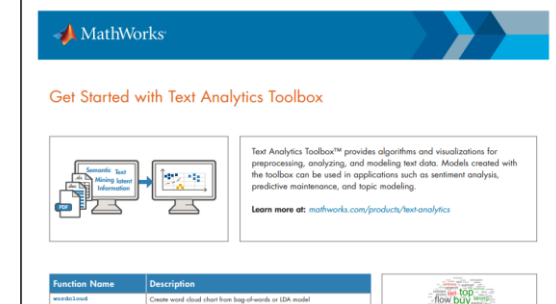 MathWorks®
Get Started with Text Analytics Toolbox
Semantic Text
Mining latent
Information
PDF
Text Analytics Toolbox™ provides algorithms and visualizations for
preprocessing, analyzing, and modeling text data. Models created with
the toolbox can be used in applications such as sentiment analysis,
predictive maintenance, and topic modeling.
Learn more at: mathworks.com/products/text-analytics
Function Name Description
wordcloud Create word cloud chart from bag-of-words or LDA model
top
flow buy